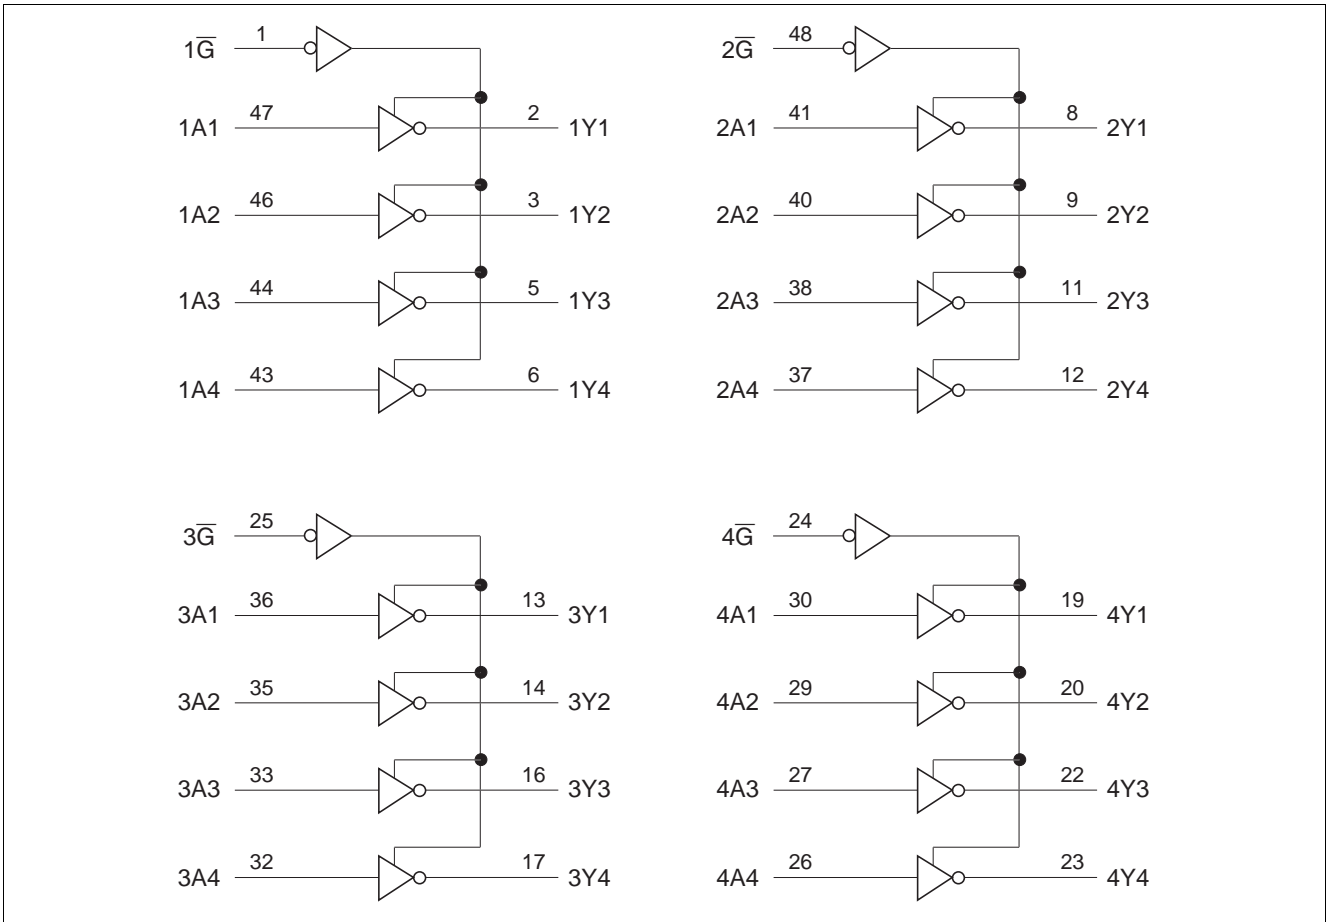 1G̅ 1
1A1 47 2 1Y1
1A2 46 3 1Y2
1A3 44 5 1Y3
1A4 43 6 1Y4
2G̅ 48
2A1 41 8 2Y1
2A2 40 9 2Y2
2A3 38 11 2Y3
2A4 37 12 2Y4
3G̅ 25
3A1 36 13 3Y1
3A2 35 14 3Y2
3A3 33 16 3Y3
3A4 32 17 3Y4
4G̅ 24
4A1 30 19 4Y1
4A2 29 20 4Y2
4A3 27 22 4Y3
4A4 26 23 4Y4